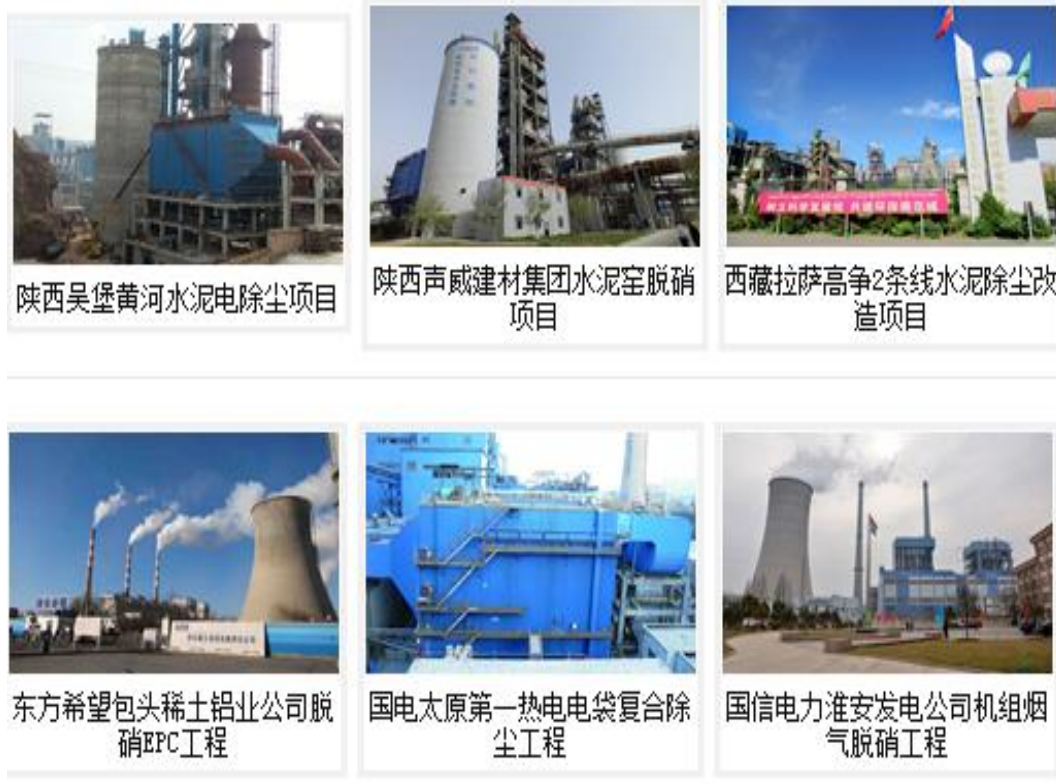 陕西吴堡黄河水泥电除尘项目
陕西声威建材集团水泥窑脱硝
项目
西藏拉萨高争2条线水泥除尘改
造项目
东方希望包头稀土铝业公司脱
硝EPC工程
国电太原第一热电电袋复合除
尘工程
国信电力淮安发电公司机组烟
气脱硝工程